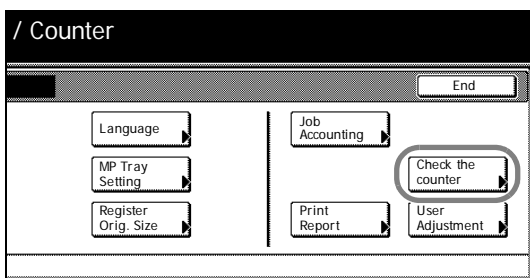 / Counter
End
Language
Job
Accounting
MP Tray
Setting
Check the
counter
Register
Orig. Size
Print
Report
User
Adjustment